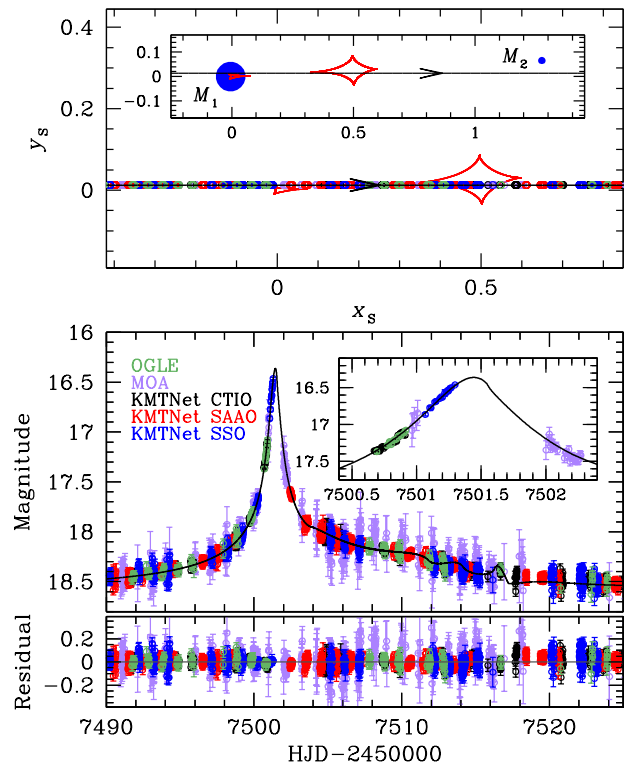 0.4
0.2
0
y_s
0.1
0
−0.1
M_1
M_2
0
0.5
1
0
0.5
x_s
16
16.5
17
17.5
18
18.5
Magnitude
OGLE
MOA
KMTNet CTIO
KMTNet SAAO
KMTNet SSO
16.5
17
17.5
7500.5
7501
7501.5
7502
0.2
0
−0.2
Residual
7490
7500
7510
7520
HJD−2450000